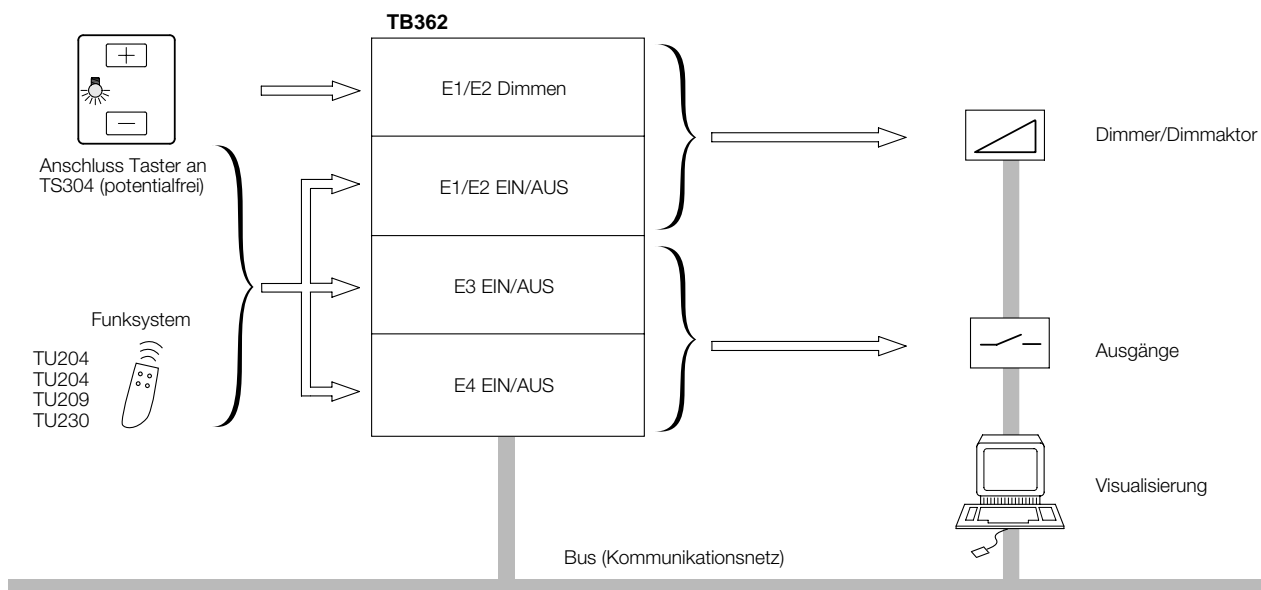 TB362
E1/E2 Dimmen
E1/E2 EIN/AUS
E3 EIN/AUS
E4 EIN/AUS
Anschluss Taster an
TS304 (potentialfrei)
Funksystem
TU204
TU204
TU209
TU230
Dimmer/Dimmaktor
Ausgänge
Visualisierung
Bus (Kommunikationsnetz)